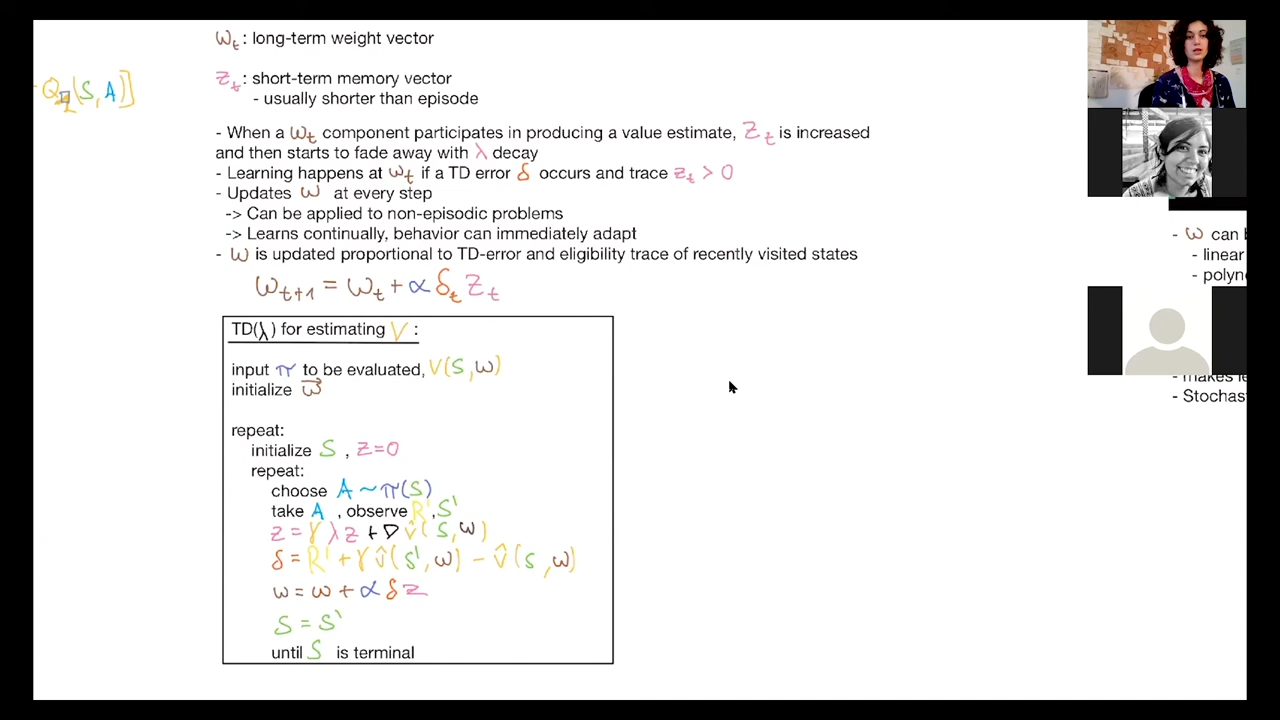 ω_t : long-term weight vector
z_t : short-term memory vector
- usually shorter than episode
Q (S, A)]
- When a ω_t component participates in producing a value estimate, z_t is increased
and then starts to fade away with λ decay
- Learning happens at ω_t if a TD error δ occurs and trace z_t > 0
- Updates ω at every step
-> Can be applied to non-episodic problems
-> Learns continually, behavior can immediately adapt
- ω is updated proportional to TD-error and eligibility trace of recently visited states
ω_{t+1} = ω_t + α δ_t z_t
TD(λ) for estimating V :
input π to be evaluated, V(S, ω)
initialize ω⃗
repeat:
initialize S , z=0
repeat:
choose A ~ π(S)
take A , observe R', S'
z = γ λ z + ∇ v̂(S, ω)
δ = R' + γ v̂(S', ω) - v̂(S, ω)
ω = ω + α δ z
S = S'
until S is terminal
- ω can
- linear
- Stochas